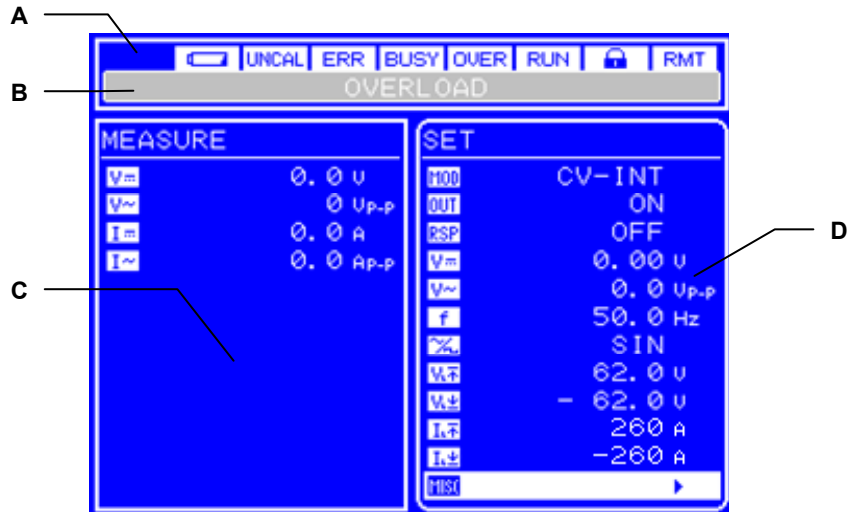 A
UNCAL ERR BUSY OVER RUN RMT
B
OVERLOAD
MEASURE
V⎓ 0.0 V
V~ 0 Vp-p
I⎓ 0.0 A
I~ 0.0 Ap-p
C
SET
MOD CV-INT
OUT ON
RSP OFF
V⎓ 0.00 V
V~ 0.0 Vp-p
f 50.0 Hz
SIN
62.0 V
- 62.0 V
260 A
-260 A
MISC
D